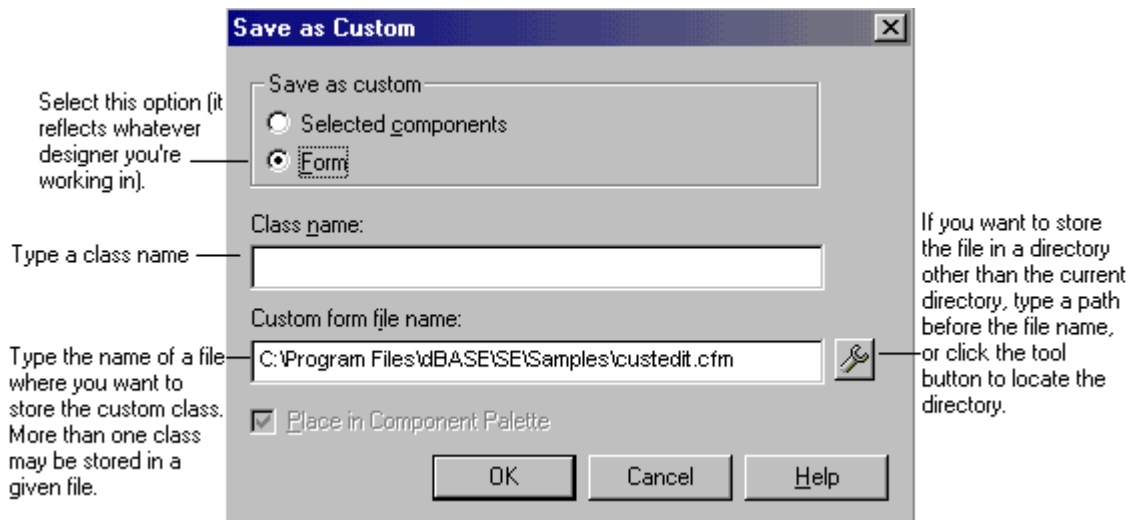 Save as Custom
Save as custom
Select this option (it
reflects whatever
designer you're
working in).
Selected components
Form
Class name:
Type a class name
If you want to store
the file in a directory
other than the current
directory, type a path
before the file name,
or click the tool
button to locate the
directory.
Custom form file name:
C:\Program Files\dBASE\SE\Samples\custedit.cfm
Type the name of a file
where you want to
store the custom class.
More than one class
may be stored in a
given file.
Place in Component Palette
OK
Cancel
Help